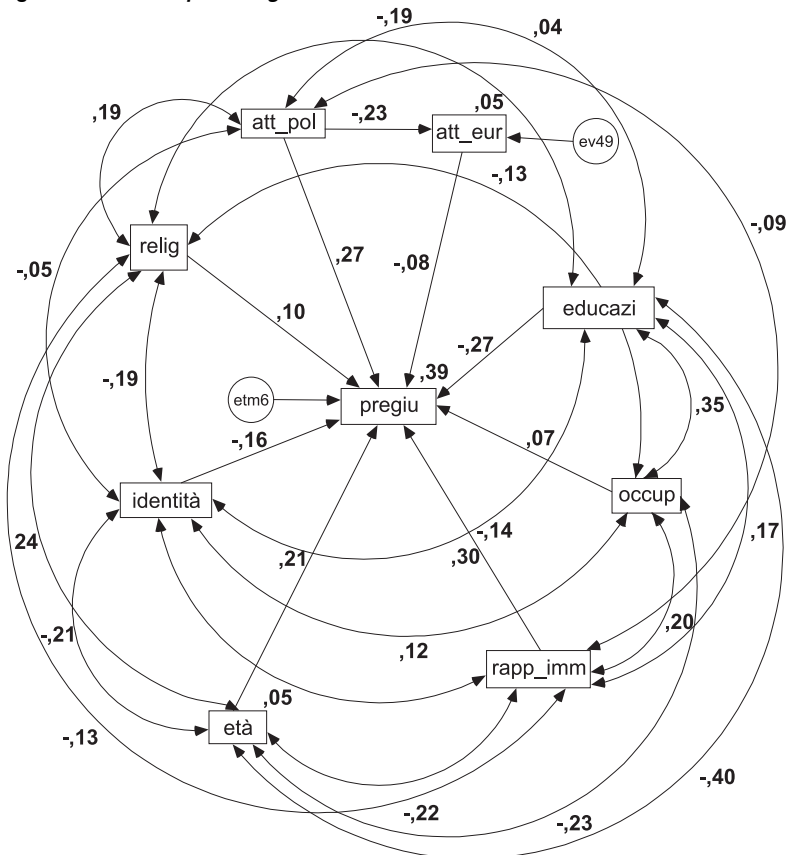 -,19
,04
,19
att_pol
-,23
,05
att_eur
ev49
-,13
-,09
relig
-,05
,27
-,08
educazi
,10
-,27
-,19
,39
etm6
pregiu
,35
-,16
,07
identità
occup
24
,21
-,14
,30
,17
-,21
,12
,20
rapp_imm
,05
età
-,13
-,22
-,23
-,40